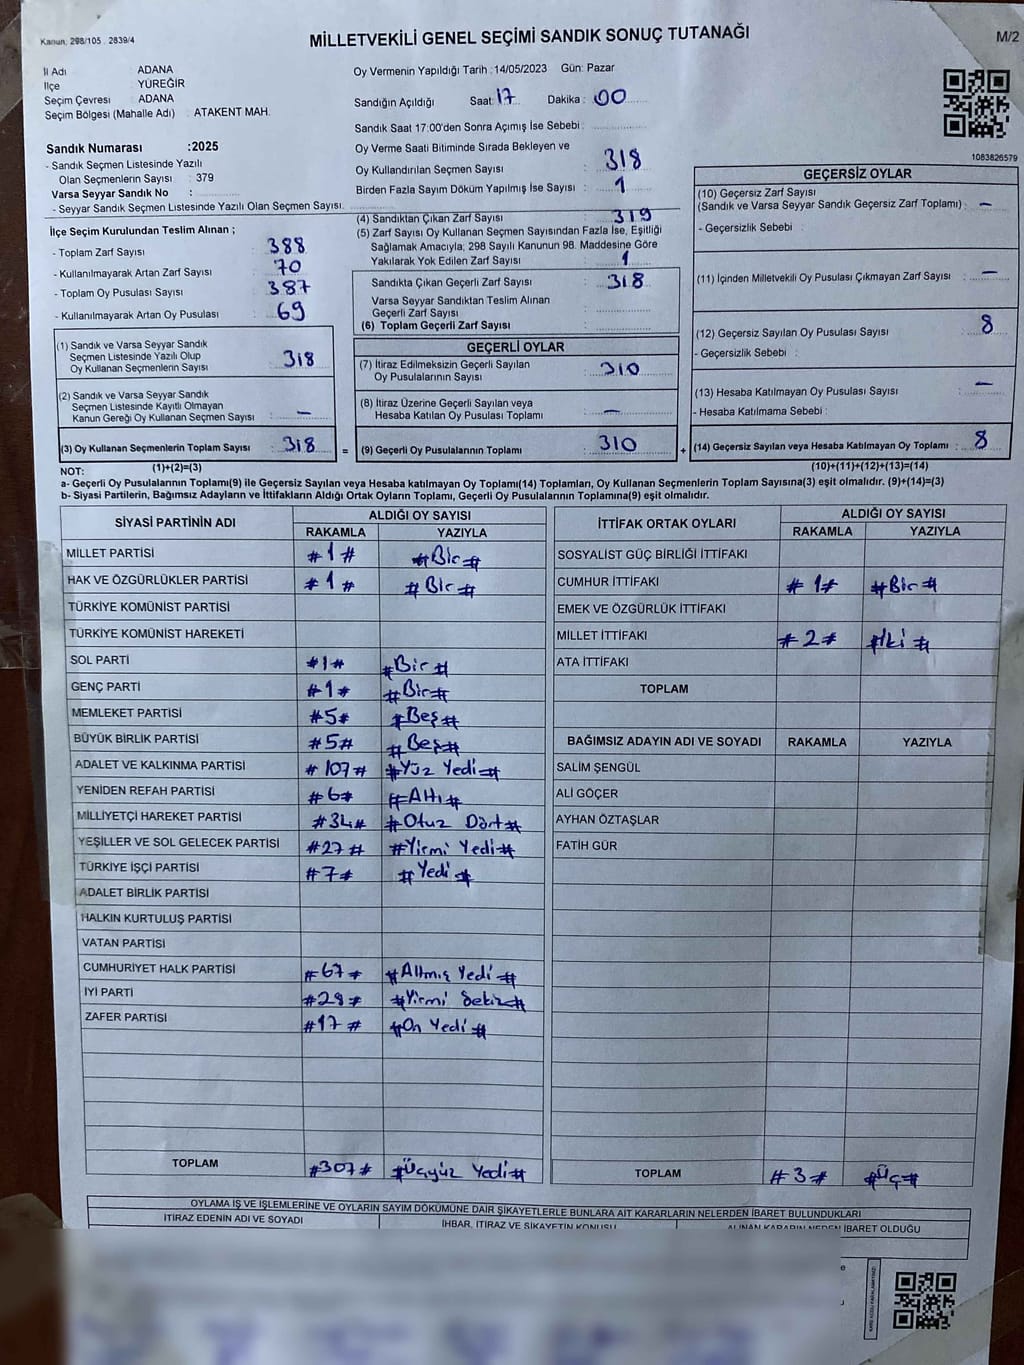 Kanun: 298/105 . 2839/4
MİLLETVEKİLİ GENEL SEÇİMİ SANDIK SONUÇ TUTANAĞI
M/2
İl Adı ADANA
İlçe YÜREĞİR
Seçim Çevresi ADANA
Seçim Bölgesi (Mahalle Adı) : ATAKENT MAH.
Sandık Numarası :2025
- Sandık Seçmen Listesinde Yazılı
Olan Seçmenlerin Sayısı : 379
Varsa Seyyar Sandık No :
- Seyyar Sandık Seçmen Listesinde Yazılı Olan Seçmen Sayısı:
Oy Vermenin Yapıldığı Tarih :14/05/2023 Gün: Pazar
Sandığın Açıldığı Saat: 17 Dakika : 00
Sandık Saat 17:00'den Sonra Açımış İse Sebebi :
Oy Verme Saati Bitiminde Sırada Bekleyen ve
Oy Kullandırılan Seçmen Sayısı : 318
Birden Fazla Sayım Döküm Yapılmış İse Sayısı : 1
1083826579
İlçe Seçim Kurulundan Teslim Alınan ;
- Toplam Zarf Sayısı : 388
- Kullanılmayarak Artan Zarf Sayısı : 70
- Toplam Oy Pusulası Sayısı : 387
- Kullanılmayarak Artan Oy Pusulası : 69
(4) Sandıktan Çıkan Zarf Sayısı : 319
(5) Zarf Sayısı Oy Kullanan Seçmen Sayısından Fazla İse, Eşitliği
Sağlamak Amacıyla; 298 Sayılı Kanunun 98. Maddesine Göre
Yakılarak Yok Edilen Zarf Sayısı : 1
Sandıkta Çıkan Geçerli Zarf Sayısı : 318
Varsa Seyyar Sandıktan Teslim Alınan
Geçerli Zarf Sayısı :
(6) Toplam Geçerli Zarf Sayısı :
GEÇERSİZ OYLAR
(10) Geçersiz Zarf Sayısı
(Sandık ve Varsa Seyyar Sandık Geçersiz Zarf Toplamı) : –
- Geçersizlik Sebebi :
(11) İçinden Milletvekili Oy Pusulası Çıkmayan Zarf Sayısı : –
(12) Geçersiz Sayılan Oy Pusulası Sayısı : 8
- Geçersizlik Sebebi :
(13) Hesaba Katılmayan Oy Pusulası Sayısı : –
- Hesaba Katılmama Sebebi :
(1) Sandık ve Varsa Seyyar Sandık
Seçmen Listesinde Yazılı Olup
Oy Kullanan Seçmenlerin Sayısı : 318
(2) Sandık ve Varsa Seyyar Sandık
Seçmen Listesinde Kayıtlı Olmayan
Kanun Gereği Oy Kullanan Seçmen Sayısı : –
GEÇERLİ OYLAR
(7) İtiraz Edilmeksizin Geçerli Sayılan
Oy Pusulalarının Sayısı : 310
(8) İtiraz Üzerine Geçerli Sayılan veya
Hesaba Katılan Oy Pusulası Toplamı : –
(3) Oy Kullanan Seçmenlerin Toplam Sayısı : 318 = (9) Geçerli Oy Pusulalarının Toplamı : 310 + (14) Geçersiz Sayılan veya Hesaba Katılmayan Oy Toplamı : 8
NOT: (1)+(2)=(3) (10)+(11)+(12)+(13)=(14)
a- Geçerli Oy Pusulalarının Toplamı(9) ile Geçersiz Sayılan veya Hesaba katılmayan Oy Toplamı(14) Toplamları, Oy Kullanan Seçmenlerin Toplam Sayısına(3) eşit olmalıdır. (9)+(14)=(3)
b- Siyasi Partilerin, Bağımsız Adayların ve İttifakların Aldığı Ortak Oyların Toplamı, Geçerli Oy Pusulalarının Toplamına(9) eşit olmalıdır.
SİYASİ PARTİNİN ADI ALDIĞI OY SAYISI
RAKAMLA YAZIYLA
MİLLET PARTİSİ #1# #Bir#
HAK VE ÖZGÜRLÜKLER PARTİSİ #1# #Bir#
TÜRKİYE KOMÜNİST PARTİSİ
TÜRKİYE KOMÜNİST HAREKETİ
SOL PARTİ #1# #Bir#
GENÇ PARTİ #1# #Bir#
MEMLEKET PARTİSİ #5# #Beş#
BÜYÜK BİRLİK PARTİSİ #5# #Beş#
ADALET VE KALKINMA PARTİSİ #107# #Yüz Yedi#
YENİDEN REFAH PARTİSİ #6# #Altı#
MİLLİYETÇİ HAREKET PARTİSİ #34# #Otuz Dört#
YEŞİLLER VE SOL GELECEK PARTİSİ #27# #Yirmi Yedi#
TÜRKİYE İŞÇİ PARTİSİ #7# #Yedi#
ADALET BİRLİK PARTİSİ
HALKIN KURTULUŞ PARTİSİ
VATAN PARTİSİ
CUMHURİYET HALK PARTİSİ #67# #Altmış Yedi#
İYİ PARTİ #28# #Yirmi Sekiz#
ZAFER PARTİSİ #17# #On Yedi#
TOPLAM #307# #Üçyüz Yedi#
İTTİFAK ORTAK OYLARI ALDIĞI OY SAYISI
RAKAMLA YAZIYLA
SOSYALİST GÜÇ BİRLİĞİ İTTİFAKI
CUMHUR İTTİFAKI #1# #Bir#
EMEK VE ÖZGÜRLÜK İTTİFAKI
MİLLET İTTİFAKI #2# #İki#
ATA İTTİFAKI
TOPLAM
BAĞIMSIZ ADAYIN ADI VE SOYADI RAKAMLA YAZIYLA
SALİM ŞENGÜL
ALİ GÖÇER
AYHAN ÖZTAŞLAR
FATİH GÜR
TOPLAM #3# #Üç#
OYLAMA İŞ VE İŞLEMLERİNE VE OYLARIN SAYIM DÖKÜMÜNE DAİR ŞİKAYETLERLE BUNLARA AİT KARARLARIN NELERDEN İBARET BULUNDUKLARI
İTİRAZ EDENİN ADI VE SOYADI İHBAR, İTİRAZ VE ŞİKAYETİN KONUSU ALINAN KARARIN NEDEN İBARET OLDUĞU